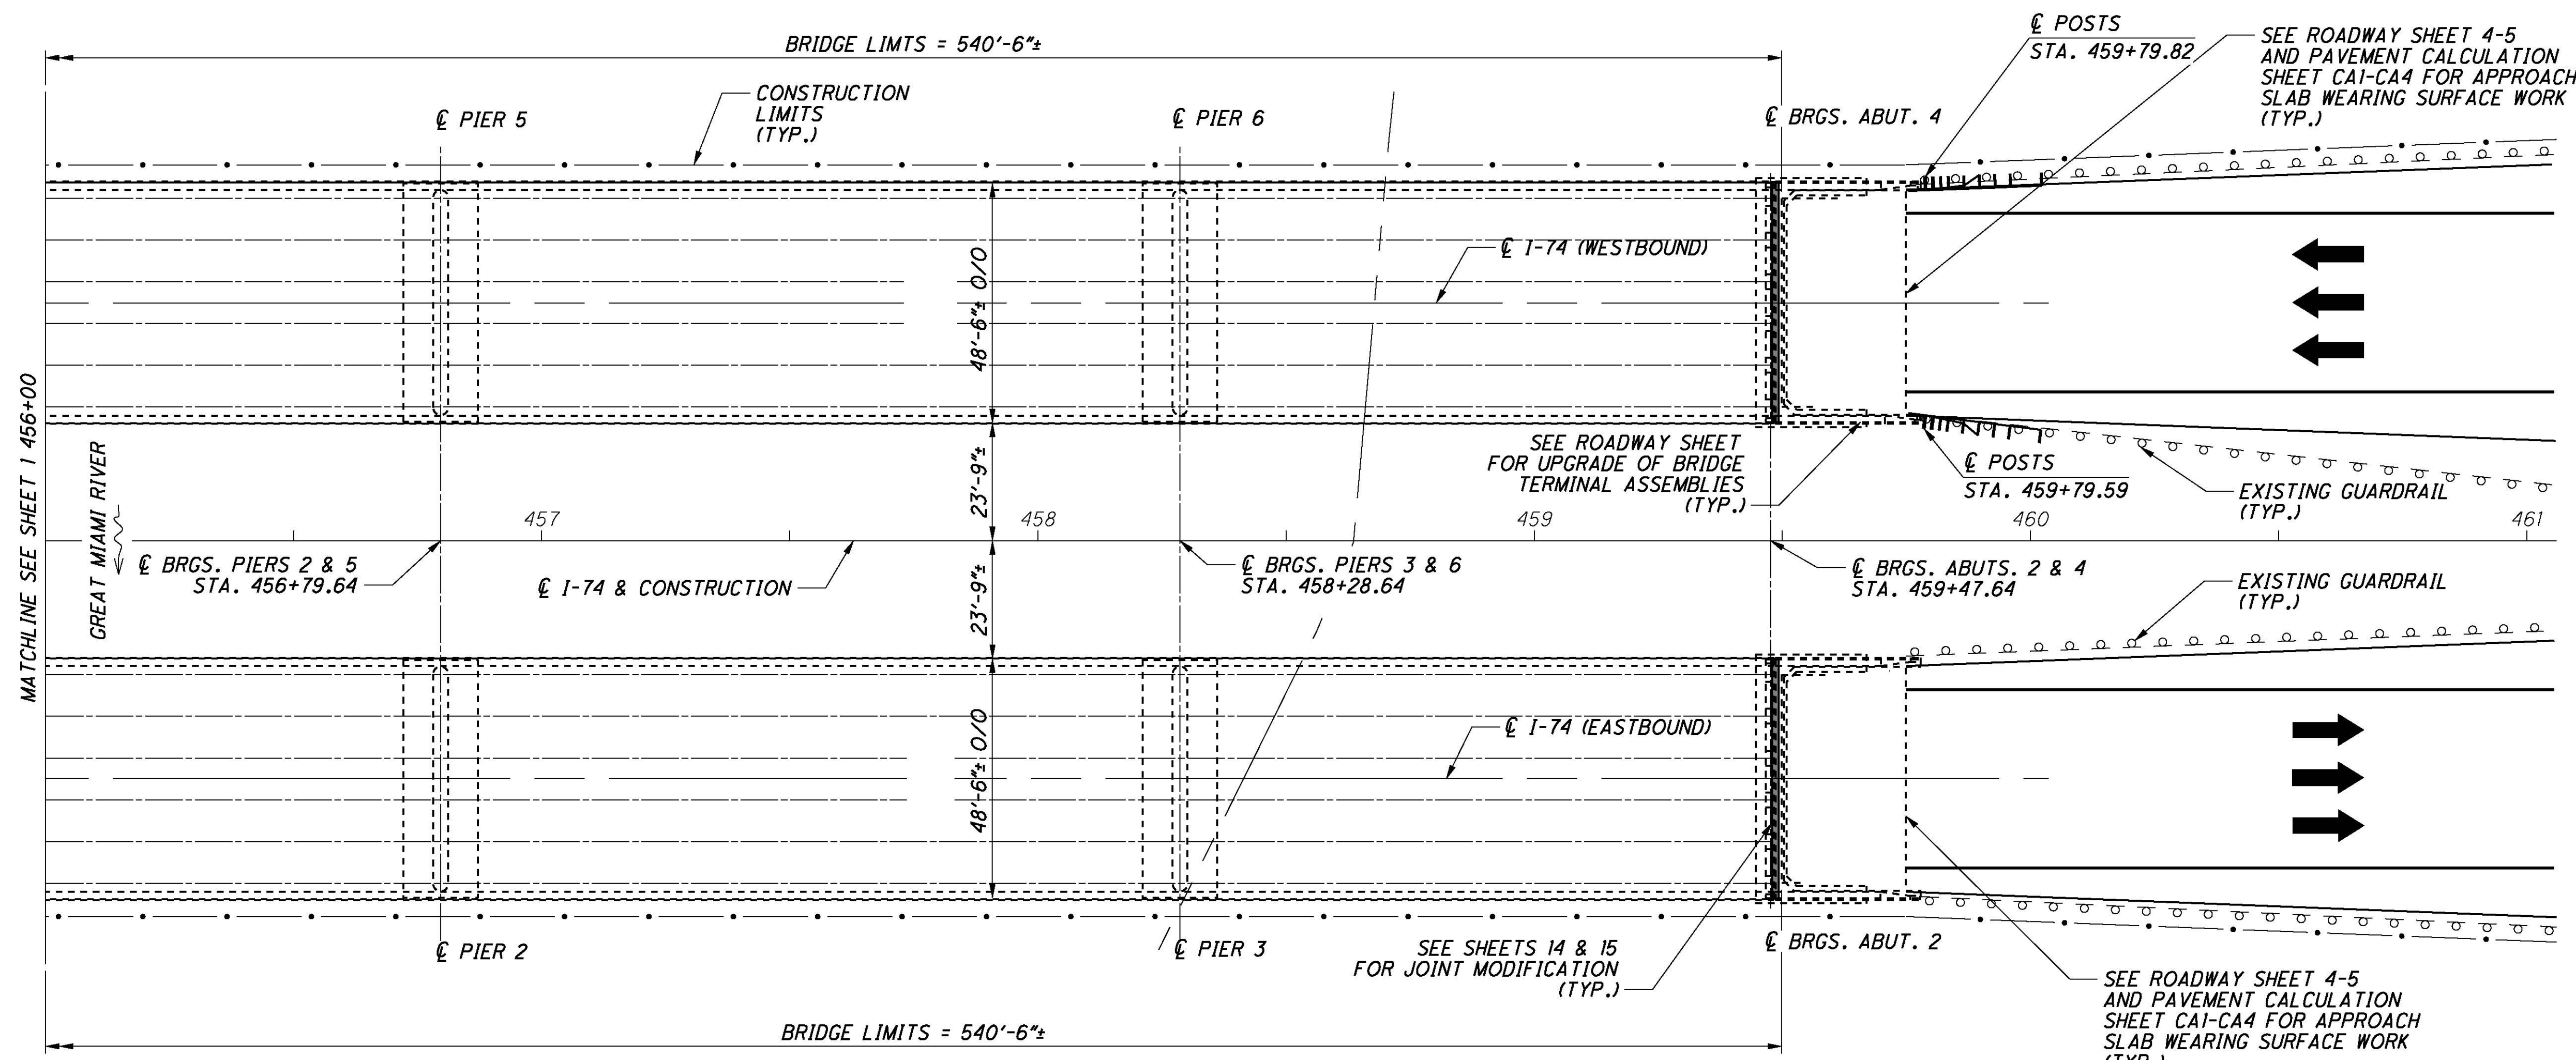 BRIDGE LIMTS = 540'-6"±
℄ POSTS
STA. 459+79.82
SEE ROADWAY SHEET 4-5
AND PAVEMENT CALCULATION
SHEET CA1-CA4 FOR APPROACH
SLAB WEARING SURFACE WORK
(TYP.)
CONSTRUCTION
LIMITS
(TYP.)
℄ PIER 5
℄ PIER 6
℄ BRGS. ABUT. 4
℄ I-74 (WESTBOUND)
48'-6"± O/O
MATCHLINE SEE SHEET 1 456+00
GREAT MIAMI RIVER
SEE ROADWAY SHEET
FOR UPGRADE OF BRIDGE
TERMINAL ASSEMBLIES
(TYP.)
℄ POSTS
STA. 459+79.59
EXISTING GUARDRAIL
(TYP.)
23'-9"±
457
458
459
460
461
℄ BRGS. PIERS 2 & 5
STA. 456+79.64
℄ I-74 & CONSTRUCTION
23'-9"±
℄ BRGS. PIERS 3 & 6
STA. 458+28.64
℄ BRGS. ABUTS. 2 & 4
STA. 459+47.64
EXISTING GUARDRAIL
(TYP.)
℄ I-74 (EASTBOUND)
48'-6"± O/O
℄ PIER 2
℄ PIER 3
SEE SHEETS 14 & 15
FOR JOINT MODIFICATION
(TYP.)
℄ BRGS. ABUT. 2
SEE ROADWAY SHEET 4-5
AND PAVEMENT CALCULATION
SHEET CA1-CA4 FOR APPROACH
SLAB WEARING SURFACE WORK
(TYP.)
BRIDGE LIMITS = 540'-6"±